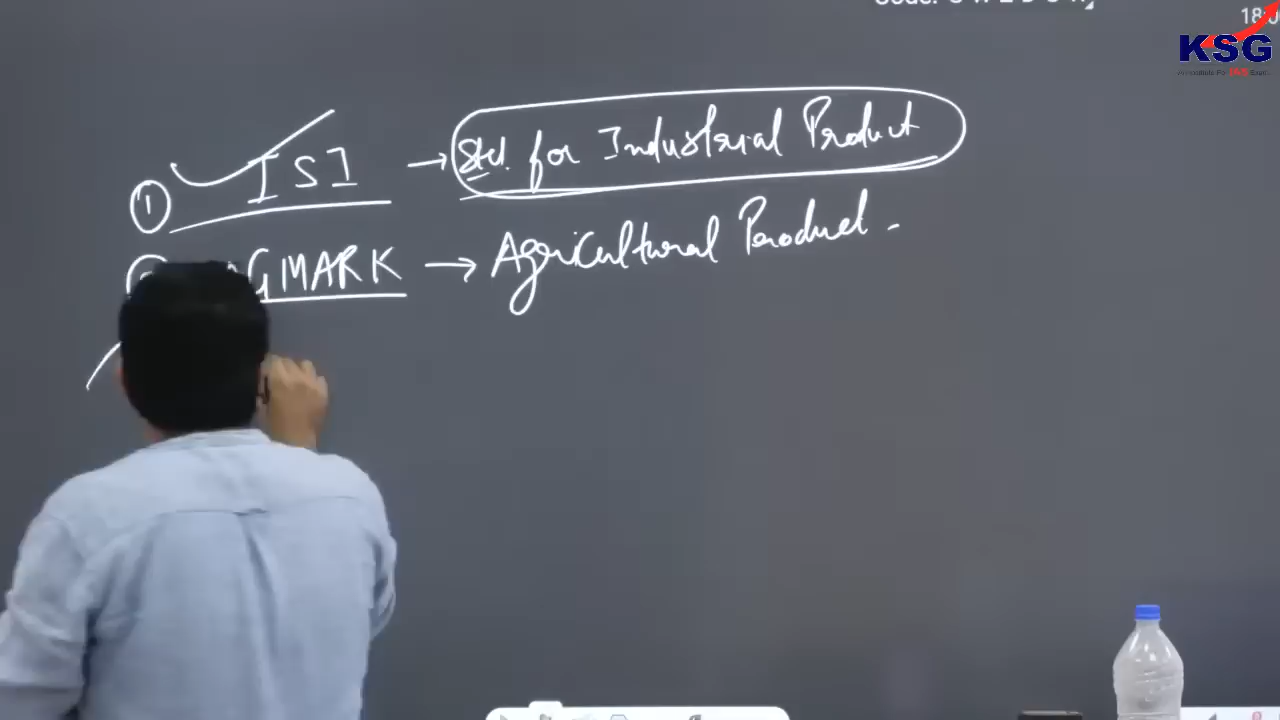 KSG
① ISI → Std. for Industrial Product
GMARK → Agricultural Product -